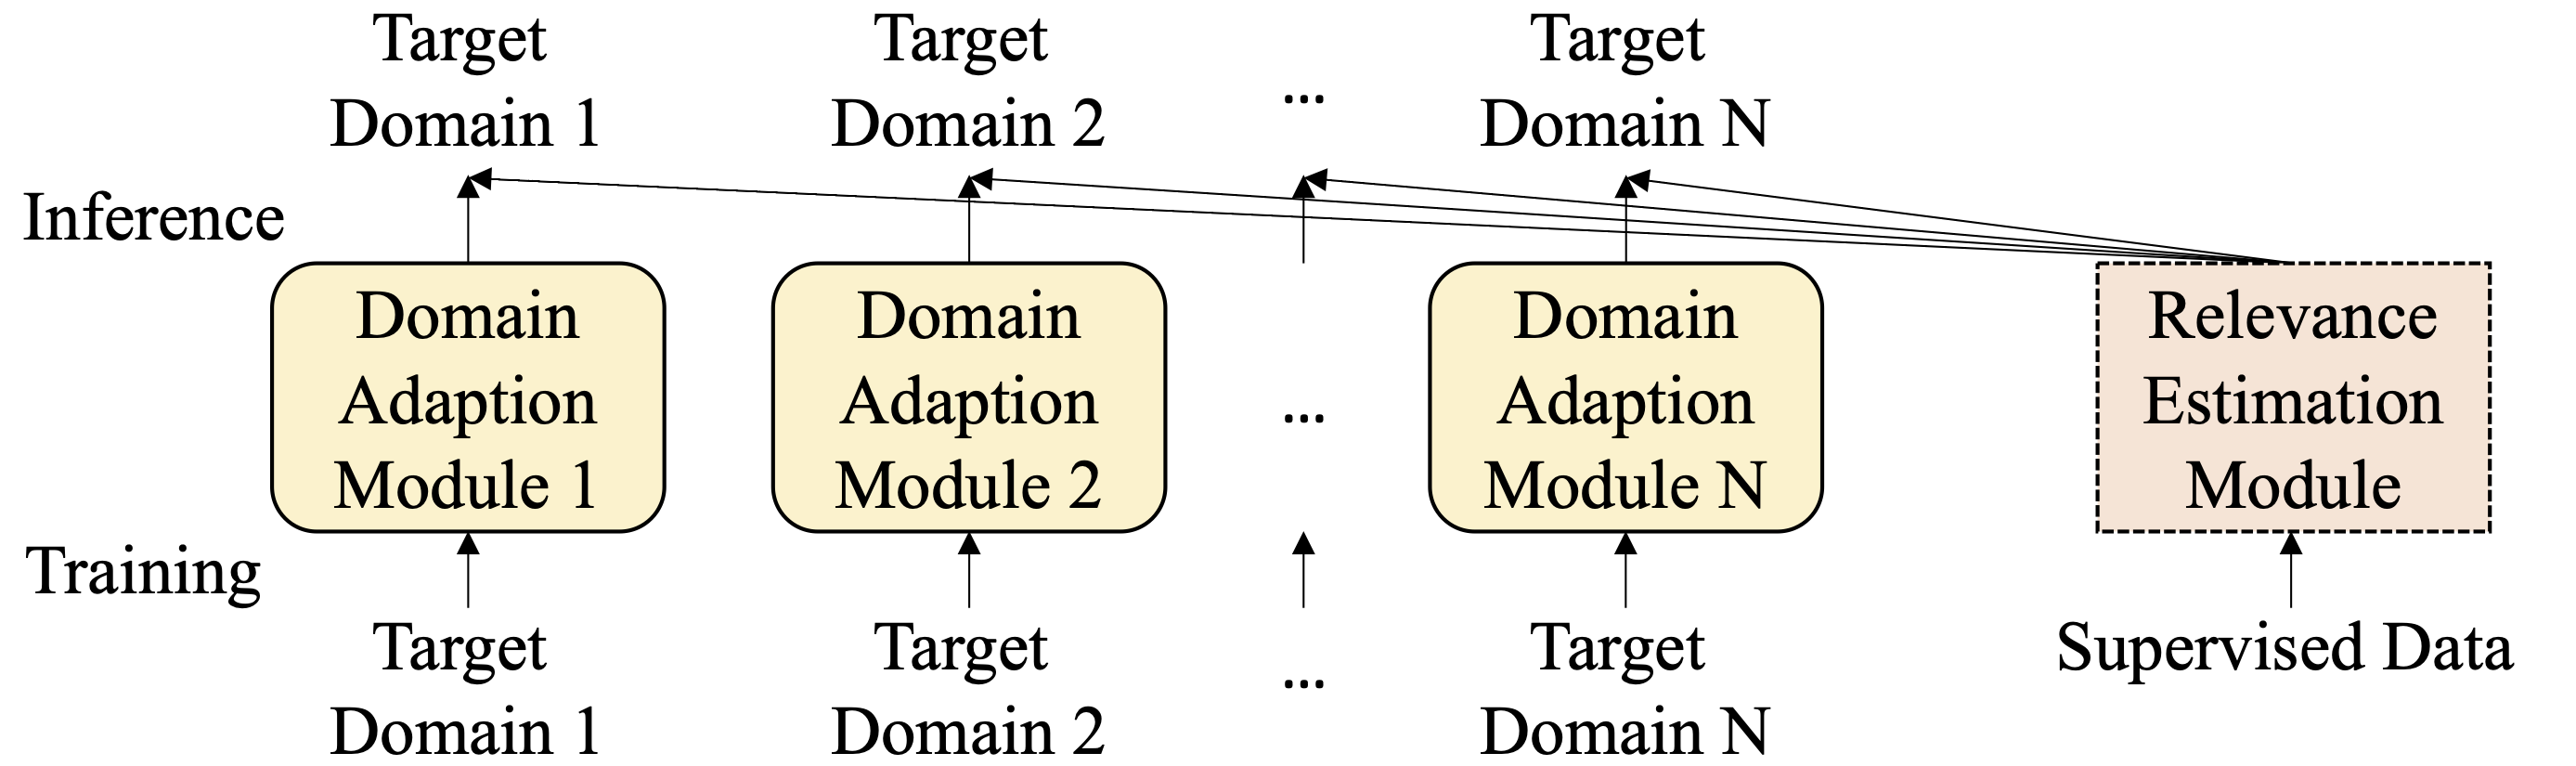 Target
Domain 1
Target
Domain 2
...
Target
Domain N
Inference
Domain
Adaption
Module 1
Domain
Adaption
Module 2
...
Domain
Adaption
Module N
Relevance
Estimation
Module
Training
Target
Domain 1
Target
Domain 2
...
Target
Domain N
Supervised Data